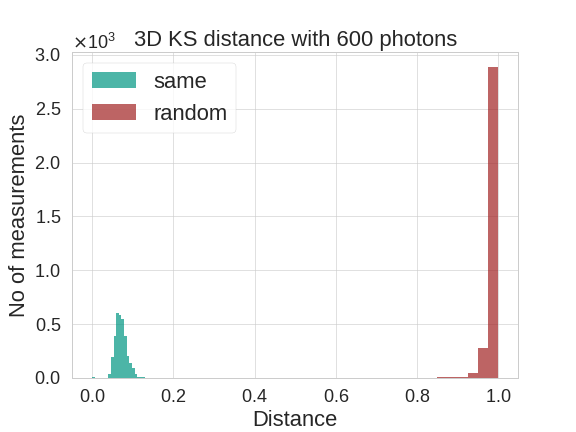 ×10³ 3D KS distance with 600 photons
same
random
No of measurements
3.0
2.5
2.0
1.5
1.0
0.5
0.0
0.0 0.2 0.4 0.6 0.8 1.0
Distance